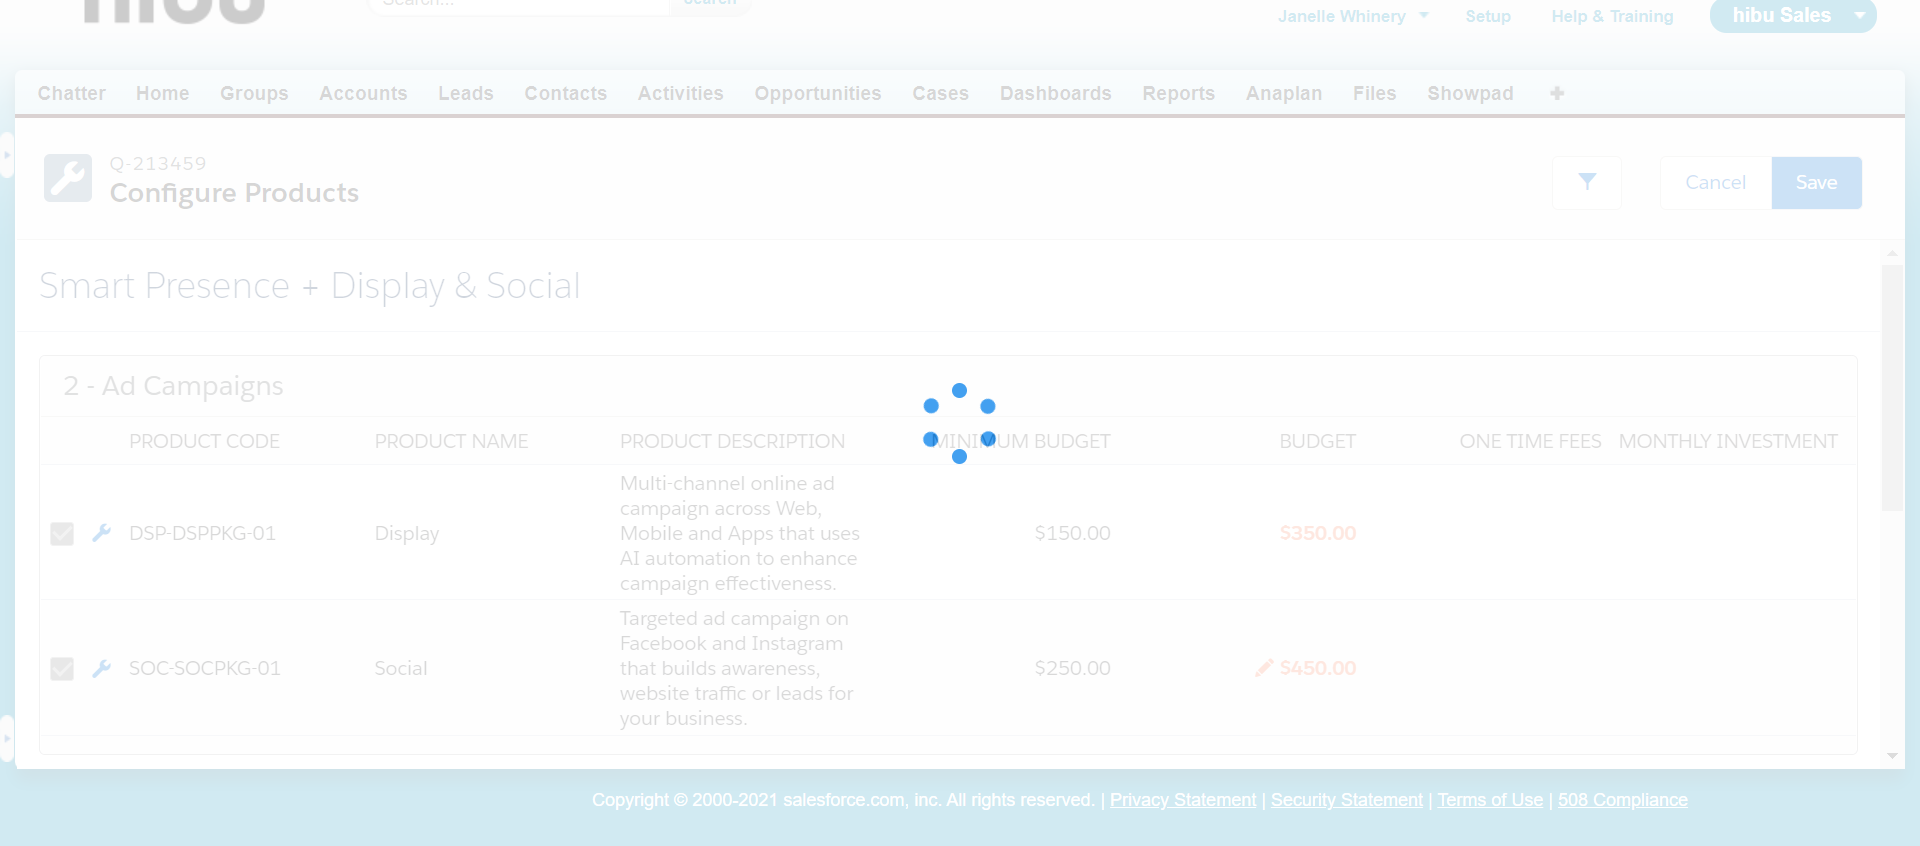 hibu
Search...
Search
Janelle Whinery
Setup
Help & Training
hibu Sales
Chatter Home Groups Accounts Leads Contacts Activities Opportunities Cases Dashboards Reports Anaplan Files Showpad
Q-213459
Configure Products
Cancel
Save
Smart Presence + Display & Social
2 - Ad Campaigns
PRODUCT CODE PRODUCT NAME PRODUCT DESCRIPTION MINIMUM BUDGET BUDGET ONE TIME FEES MONTHLY INVESTMENT
Multi-channel online ad
campaign across Web,
DSP-DSPPKG-01 Display Mobile and Apps that uses $150.00 $350.00
AI automation to enhance
campaign effectiveness.
Targeted ad campaign on
Facebook and Instagram
SOC-SOCPKG-01 Social that builds awareness, $250.00 $450.00
website traffic or leads for
your business.
Copyright © 2000-2021 salesforce.com, inc. All rights reserved. | Privacy Statement | Security Statement | Terms of Use | 508 Compliance